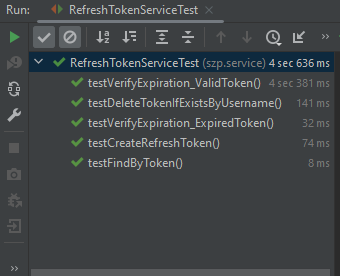 Run: RefreshTokenServiceTest ×
RefreshTokenServiceTest (szp.service) 4 sec 636 ms
testVerifyExpiration_ValidToken() 4 sec 381 ms
testDeleteTokenIfExistsByUsername() 141 ms
testVerifyExpiration_ExpiredToken() 32 ms
testCreateRefreshToken() 74 ms
testFindByToken() 8 ms